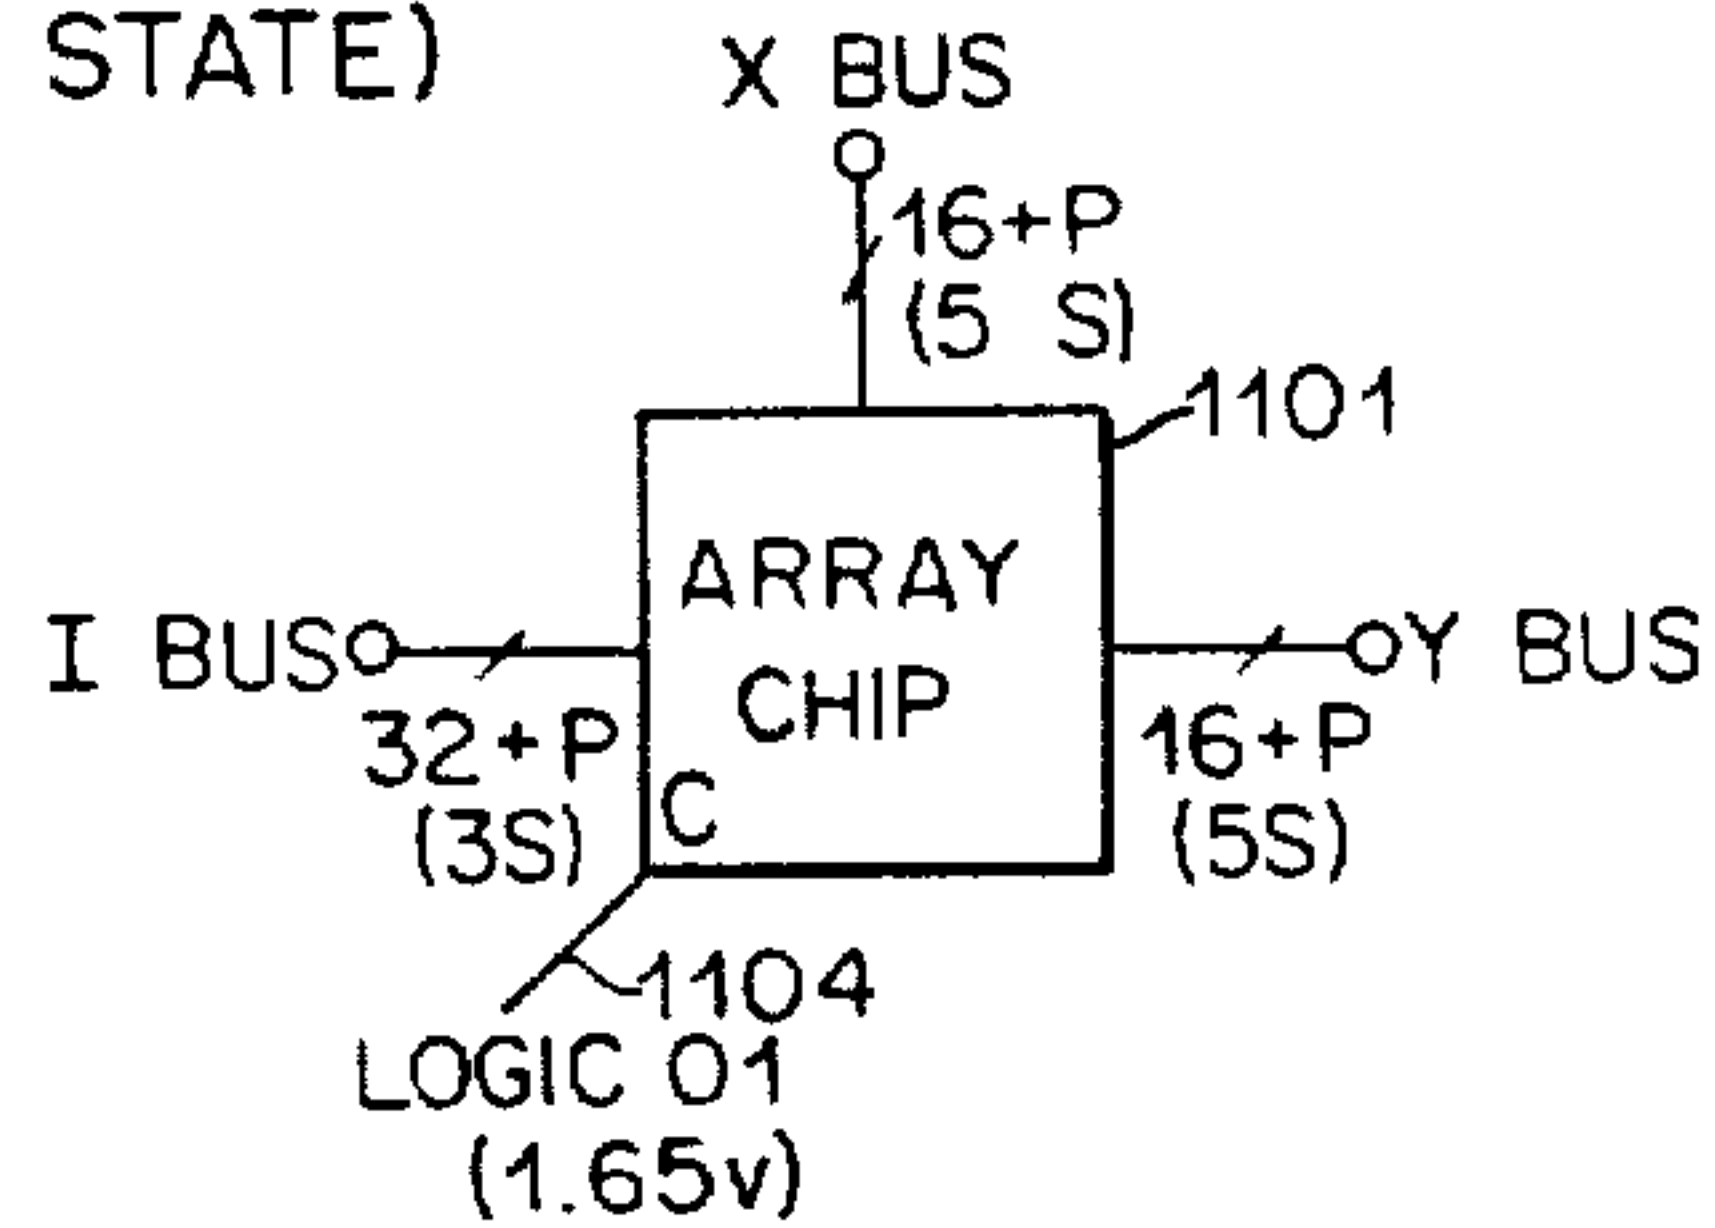 STATE)
X BUS
16+P
(5 S)
1101
ARRAY
CHIP
I BUS
Y BUS
32+P
(3S)
C
16+P
(5S)
1104
LOGIC 01
(1.65v)